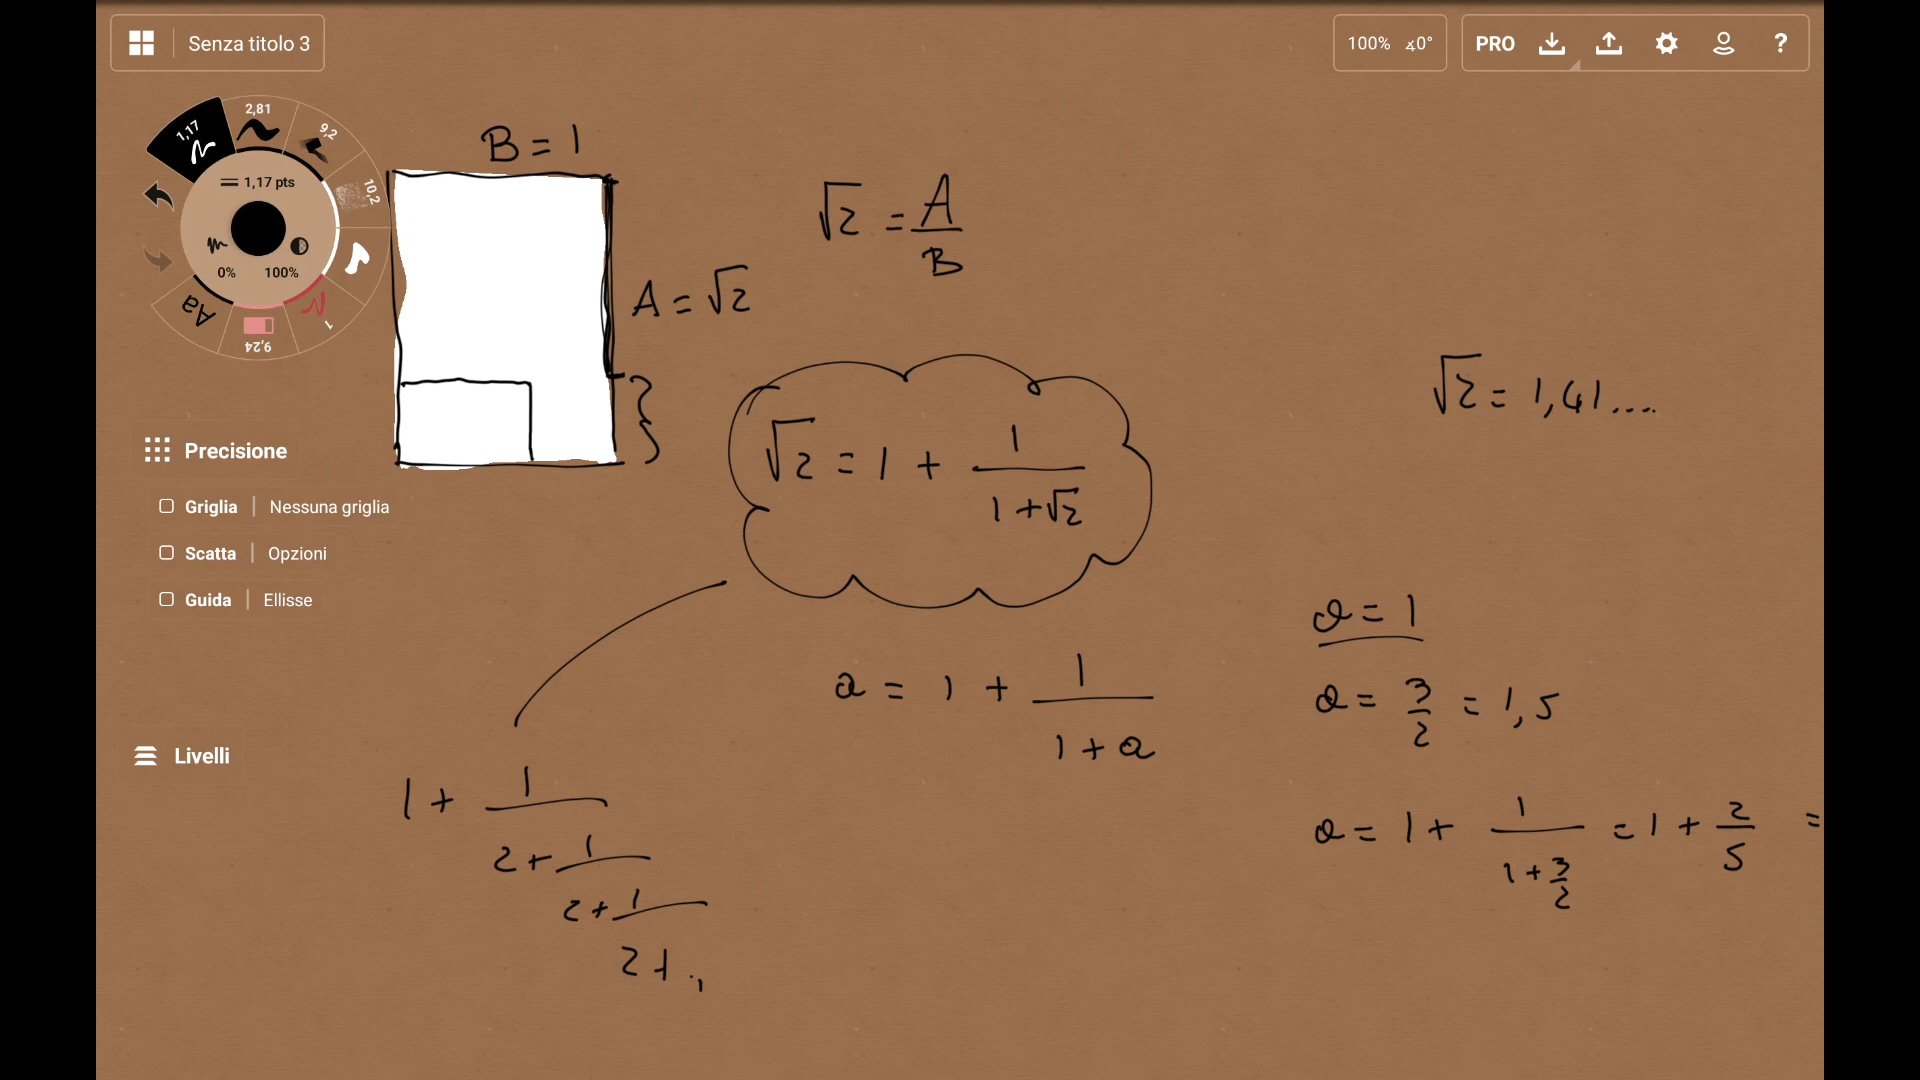 Senza titolo 3
100% ∡0°
PRO
?
2,81
1,17
9,2
10,2
1,17 pts
0% 100%
Aa
9,24
1
B = 1
√2 = A/B
A = √2
√2 = 1,41....
√2 = 1 + 1/(1+√2)
Precisione
Griglia | Nessuna griglia
Scatta | Opzioni
Guida | Ellisse
Livelli
a = 1 + 1/(1+a)
a = 1
a = 3/2 = 1,5
a = 1 + 1/(1+3/2) = 1 + 2/5 =
1 + 1/(2 + 1/(2 + 1/(2 + ...